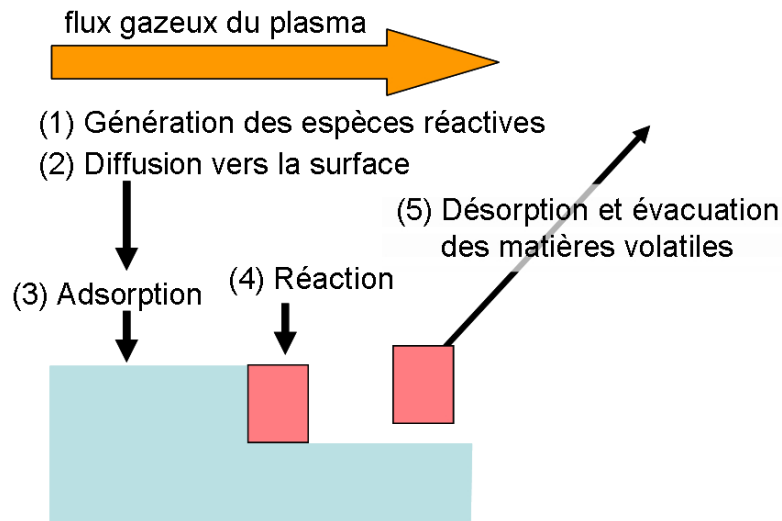 flux gazeux du plasma
(1) Génération des espèces réactives
(2) Diffusion vers la surface
(3) Adsorption
(4) Réaction
(5) Désorption et évacuation
des matières volatiles